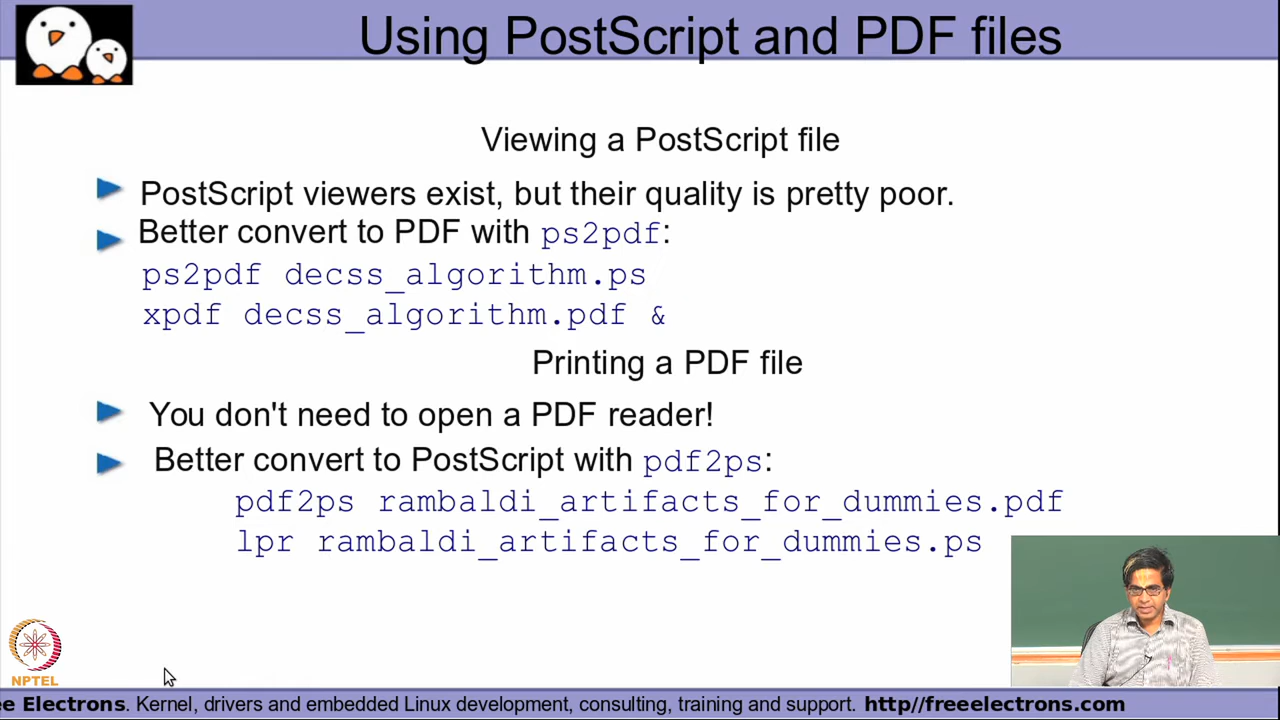 Using PostScript and PDF files
Viewing a PostScript file
PostScript viewers exist, but their quality is pretty poor.
Better convert to PDF with ps2pdf:
ps2pdf decss_algorithm.ps
xpdf decss_algorithm.pdf &
Printing a PDF file
You don't need to open a PDF reader!
Better convert to PostScript with pdf2ps:
pdf2ps rambaldi_artifacts_for_dummies.pdf
lpr rambaldi_artifacts_for_dummies.ps
NPTEL
ee Electrons. Kernel, drivers and embedded Linux development, consulting, training and support. http//freeelectrons.com